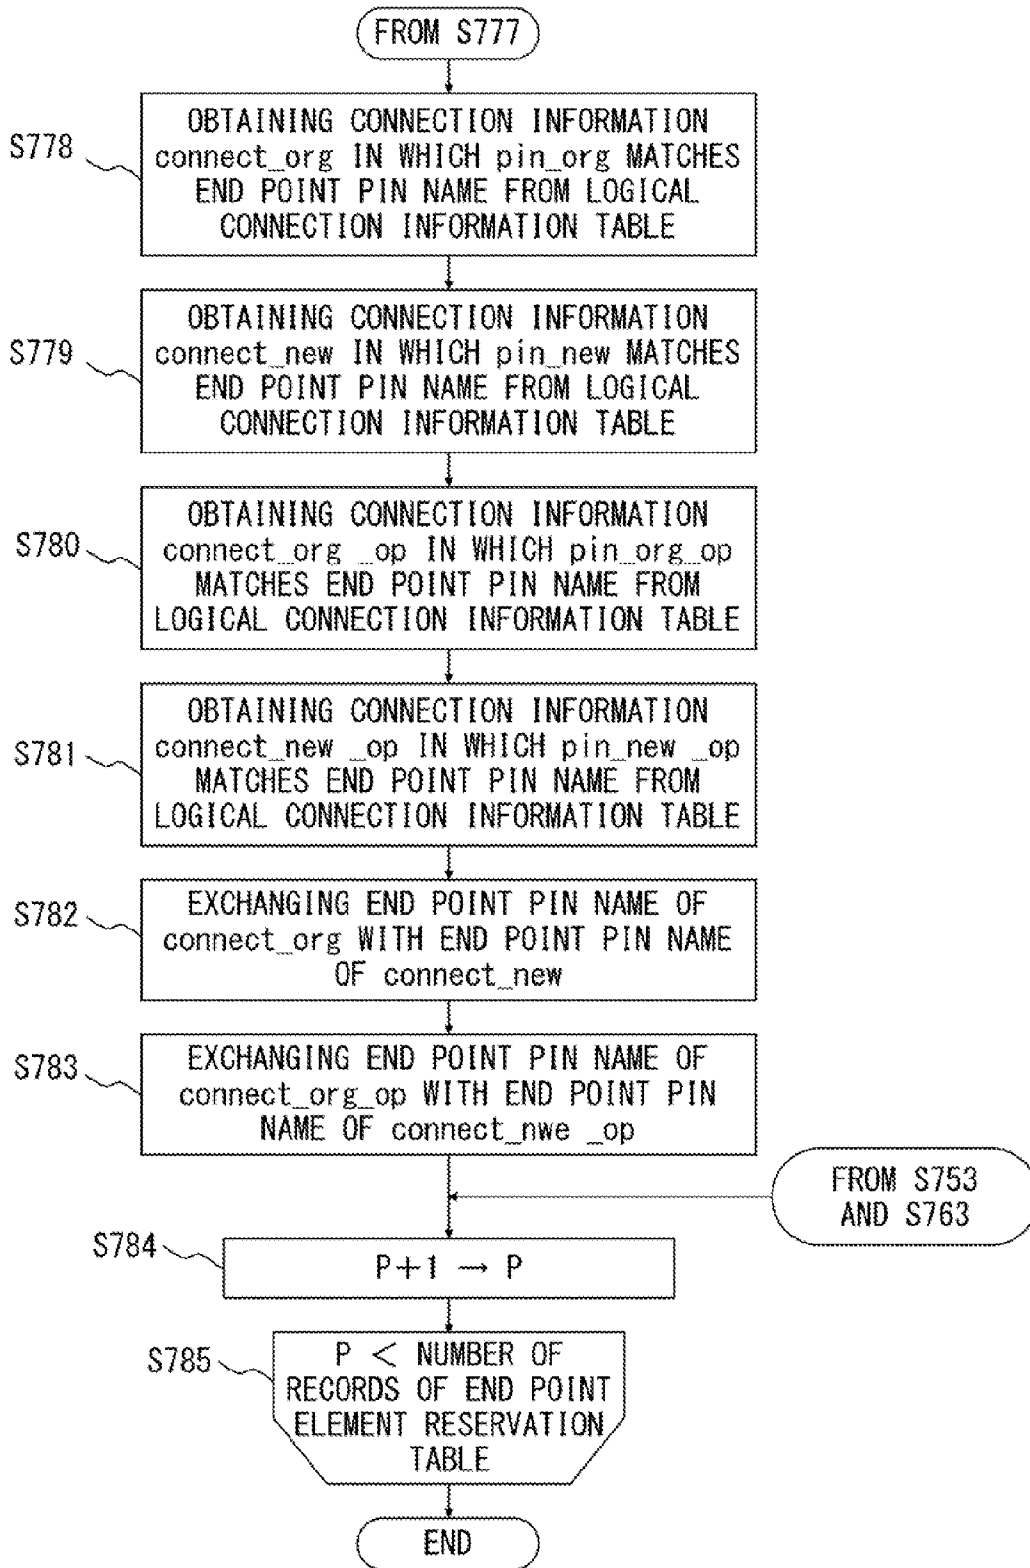 FROM S777
S778
OBTAINING CONNECTION INFORMATION
connect_org IN WHICH pin_org MATCHES
END POINT PIN NAME FROM LOGICAL
CONNECTION INFORMATION TABLE
S779
OBTAINING CONNECTION INFORMATION
connect_new IN WHICH pin_new MATCHES
END POINT PIN NAME FROM LOGICAL
CONNECTION INFORMATION TABLE
S780
OBTAINING CONNECTION INFORMATION
connect_org _op IN WHICH pin_org_op
MATCHES END POINT PIN NAME FROM
LOGICAL CONNECTION INFORMATION TABLE
S781
OBTAINING CONNECTION INFORMATION
connect_new _op IN WHICH pin_new _op
MATCHES END POINT PIN NAME FROM
LOGICAL CONNECTION INFORMATION TABLE
S782
EXCHANGING END POINT PIN NAME OF
connect_org WITH END POINT PIN NAME
OF connect_new
S783
EXCHANGING END POINT PIN NAME OF
connect_org_op WITH END POINT PIN
NAME OF connect_nwe _op
FROM S753
AND S763
S784
P+1 → P
S785
P < NUMBER OF
RECORDS OF END POINT
ELEMENT RESERVATION
TABLE
END